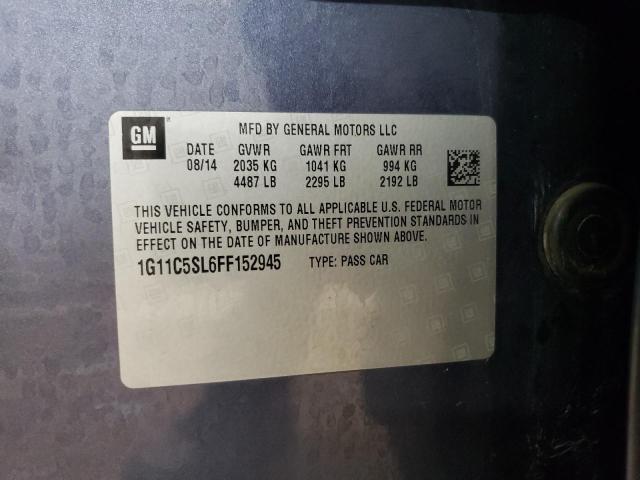 GM
MFD BY GENERAL MOTORS LLC
DATE GVWR GAWR FRT GAWR RR
08/14 2035 KG 1041 KG 994 KG
4487 LB 2295 LB 2192 LB
THIS VEHICLE CONFORMS TO ALL APPLICABLE U.S. FEDERAL MOTOR
VEHICLE SAFETY, BUMPER, AND THEFT PREVENTION STANDARDS IN
EFFECT ON THE DATE OF MANUFACTURE SHOWN ABOVE.
1G11C5SL6FF152945 TYPE: PASS CAR